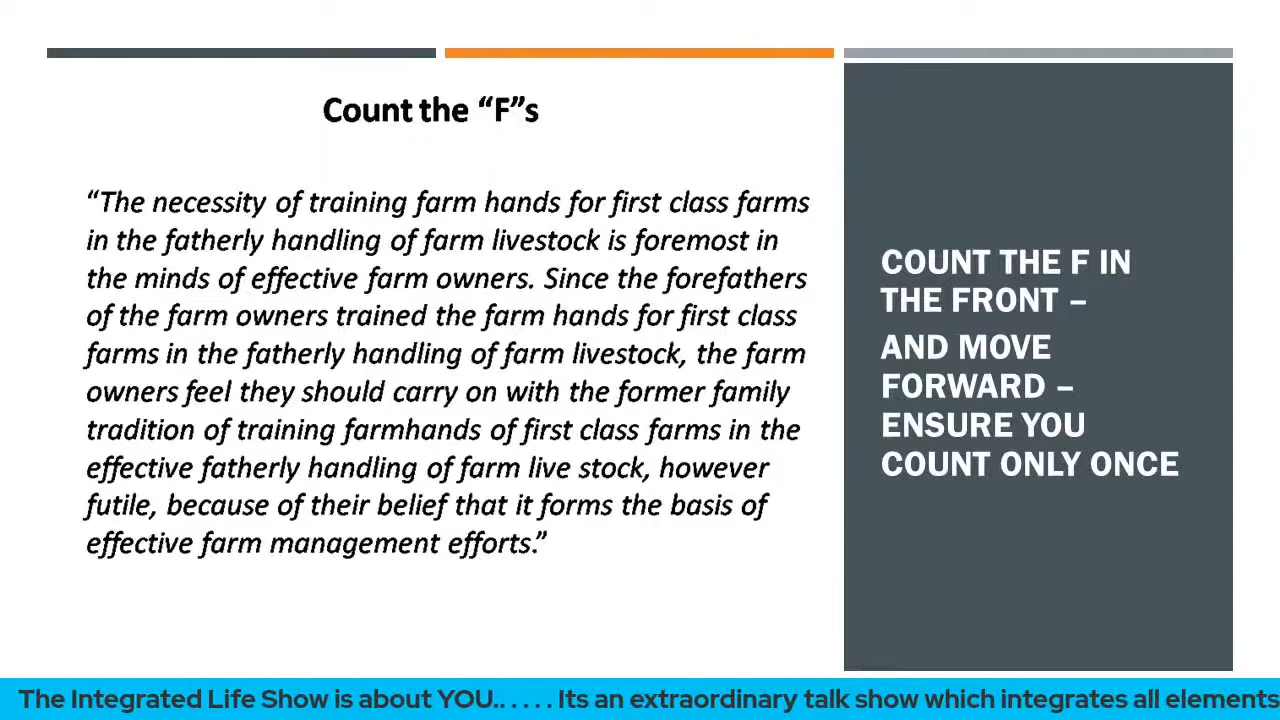 Count the “F”s
“The necessity of training farm hands for first class farms
in the fatherly handling of farm livestock is foremost in
the minds of effective farm owners. Since the forefathers
of the farm owners trained the farm hands for first class
farms in the fatherly handling of farm livestock, the farm
owners feel they should carry on with the former family
tradition of training farmhands of first class farms in the
effective fatherly handling of farm live stock, however
futile, because of their belief that it forms the basis of
effective farm management efforts.”
COUNT THE F IN
THE FRONT –
AND MOVE
FORWARD –
ENSURE YOU
COUNT ONLY ONCE
The Integrated Life Show is about YOU.. . . . . Its an extraordinary talk show which integrates all elements